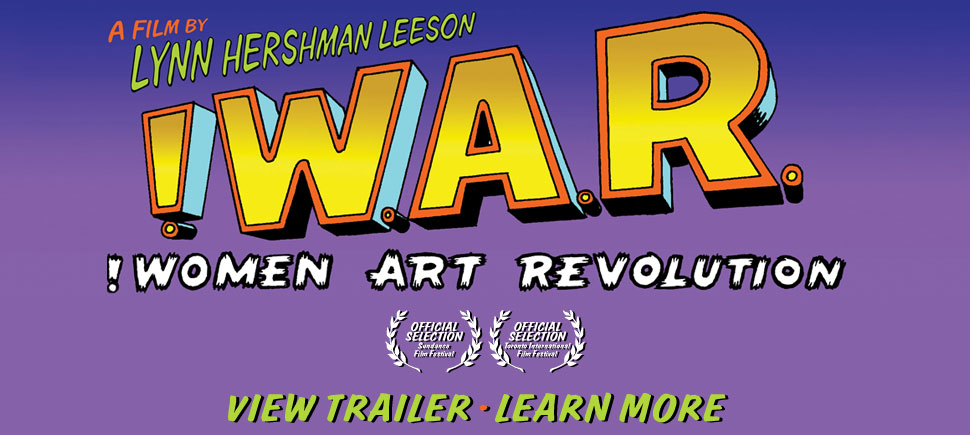 A FILM BY
LYNN HERSHMAN LEESON
!W.A.R.
!WOMEN ART REVOLUTION
OFFICIAL
SELECTION
Sundance
Film Festival
OFFICIAL
SELECTION
Toronto International
Film Festival
VIEW TRAILER · LEARN MORE